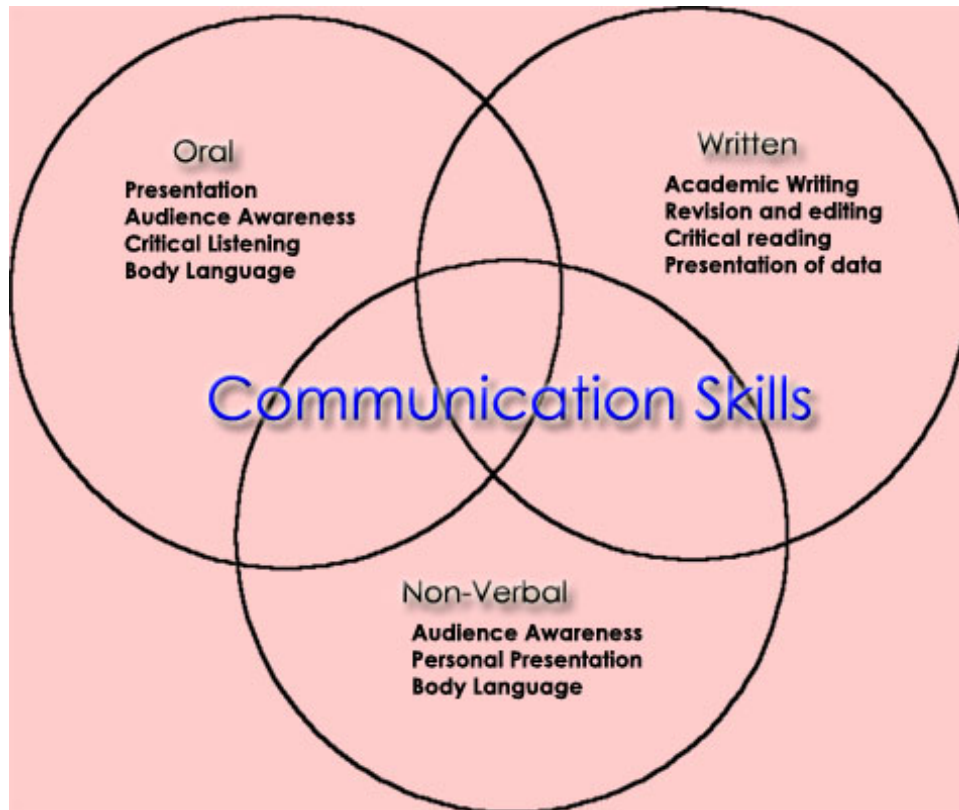 Oral
Presentation
Audience Awareness
Critical Listening
Body Language
Written
Academic Writing
Revision and editing
Critical reading
Presentation of data
Communication Skills
Non-Verbal
Audience Awareness
Personal Presentation
Body Language